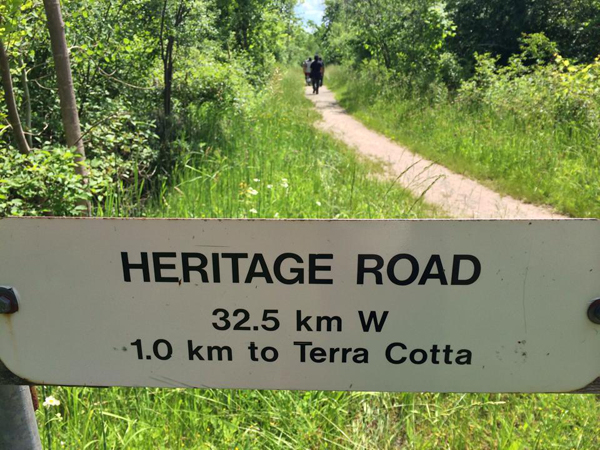 HERITAGE ROAD
32.5 km W
1.0 km to Terra Cotta